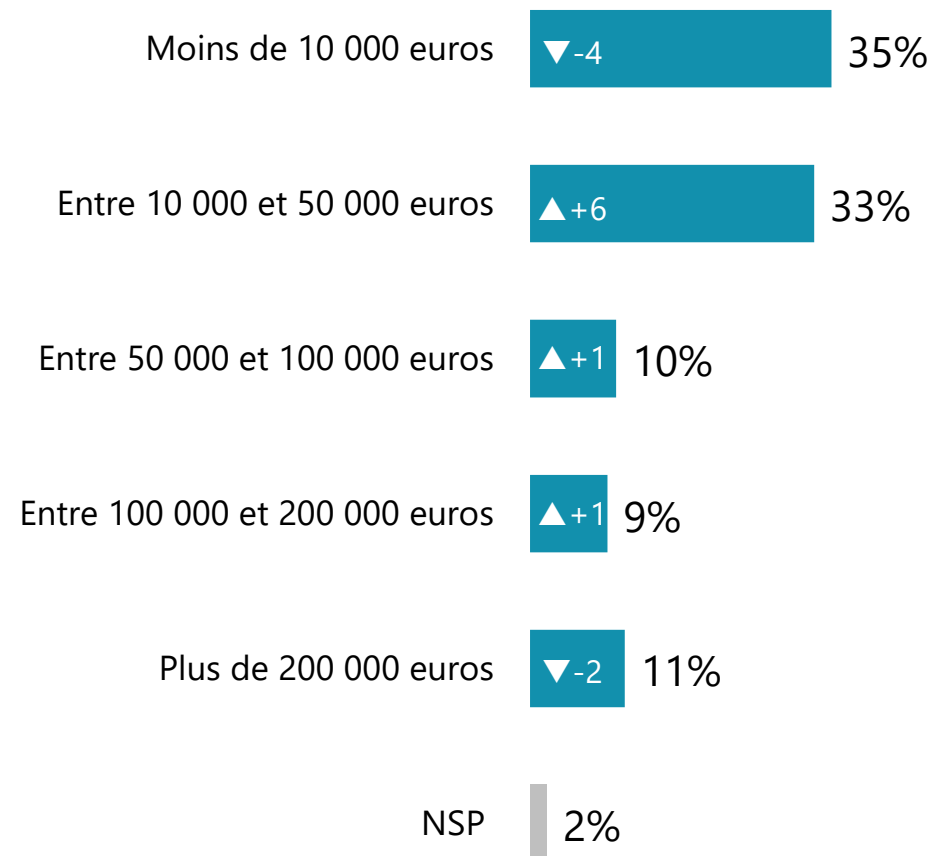 Moins de 10 000 euros ▼-4 35%
Entre 10 000 et 50 000 euros ▲+6 33%
Entre 50 000 et 100 000 euros ▲+1 10%
Entre 100 000 et 200 000 euros ▲+1 9%
Plus de 200 000 euros ▼-2 11%
NSP 2%